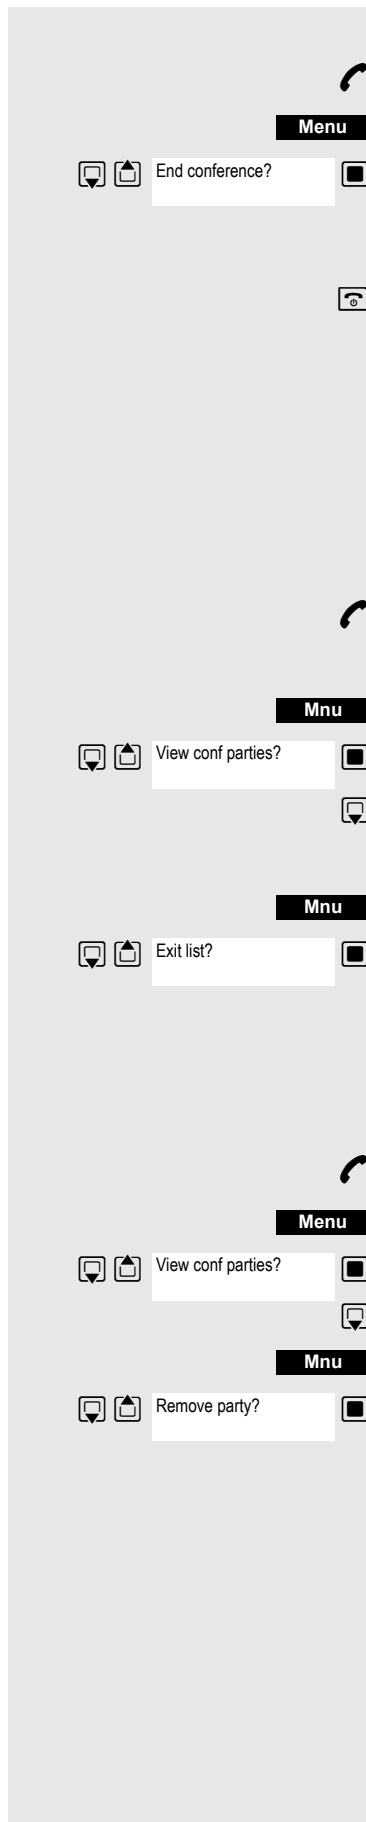 Menu
End conference?
Mnu
View conf parties?
Mnu
Exit list?
Menu
View conf parties?
Mnu
Remove party?